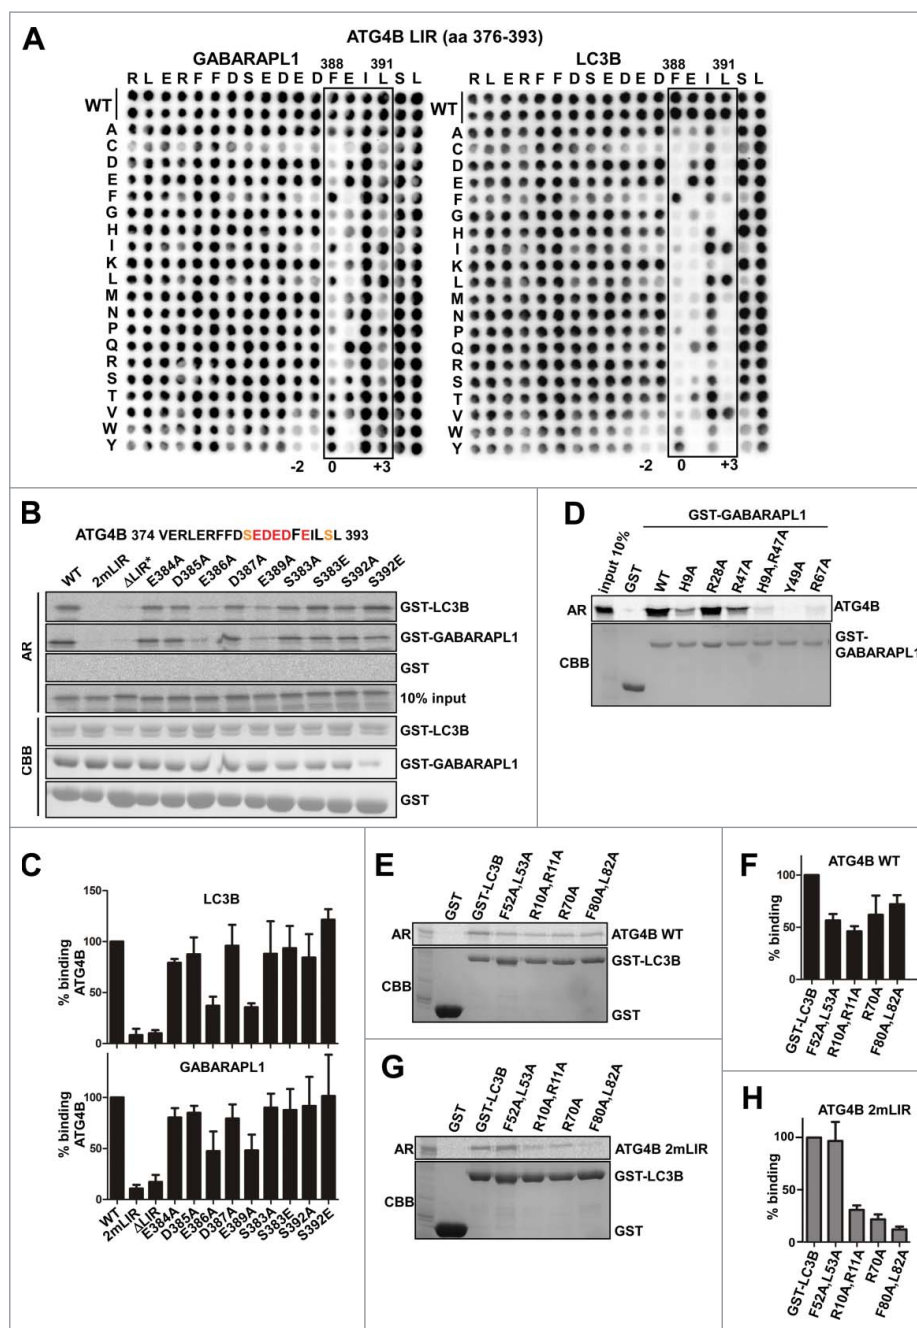 A
ATG4B LIR (aa 376-393)
GABARAPL1
388 391
R L E R F F D S E D E D F E I L S L
WT
A
C
D
E
F
G
H
I
K
L
M
N
P
Q
R
S
T
V
W
Y
-2 0 +3
LC3B
388 391
R L E R F F D S E D E D F E I L S L
WT
A
C
D
E
F
G
H
I
K
L
M
N
P
Q
R
S
T
V
W
Y
-2 0 +3
B
ATG4B 374 VERLERFFDSEDEDFEILSL 393
WT 2mLIR ΔLIR* E384A D385A E386A D387A E389A S383A S383E S392A S392E
AR
GST-LC3B
GST-GABARAPL1
GST
10% input
CBB
GST-LC3B
GST-GABARAPL1
GST
D
GST-GABARAPL1
input 10% GST WT H9A R28A R47A H9A,R47A Y49A R67A
AR
ATG4B
CBB
GST-
GABARAPL1
C
LC3B
% binding
ATG4B
150
100
50
0
GABARAPL1
% binding
ATG4B
100
50
0
WT 2mLIR ΔLIR E384A D385A E386A D387A E389A S383A S383E S392A S392E
E
GST GST-LC3B F52A,L53A R10A,R11A R70A F80A,L82A
AR
ATG4B WT
CBB
GST-LC3B
GST
F
ATG4B WT
% binding
100
50
0
GST-LC3B F52A,L53A R10A,R11A R70A F80A,L82A
G
GST GST-LC3B F52A,L53A R10A,R11A R70A F80A,L82A
AR
ATG4B 2mLIR
CBB
GST-LC3B
GST
H
ATG4B 2mLIR
% binding
100
50
0
GST-LC3B F52A,L53A R10A,R11A R70A F80A,L82A